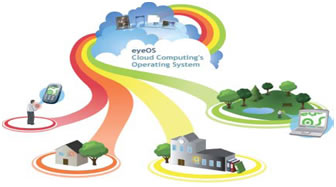 eyeOS
Cloud Computing's
Operating System